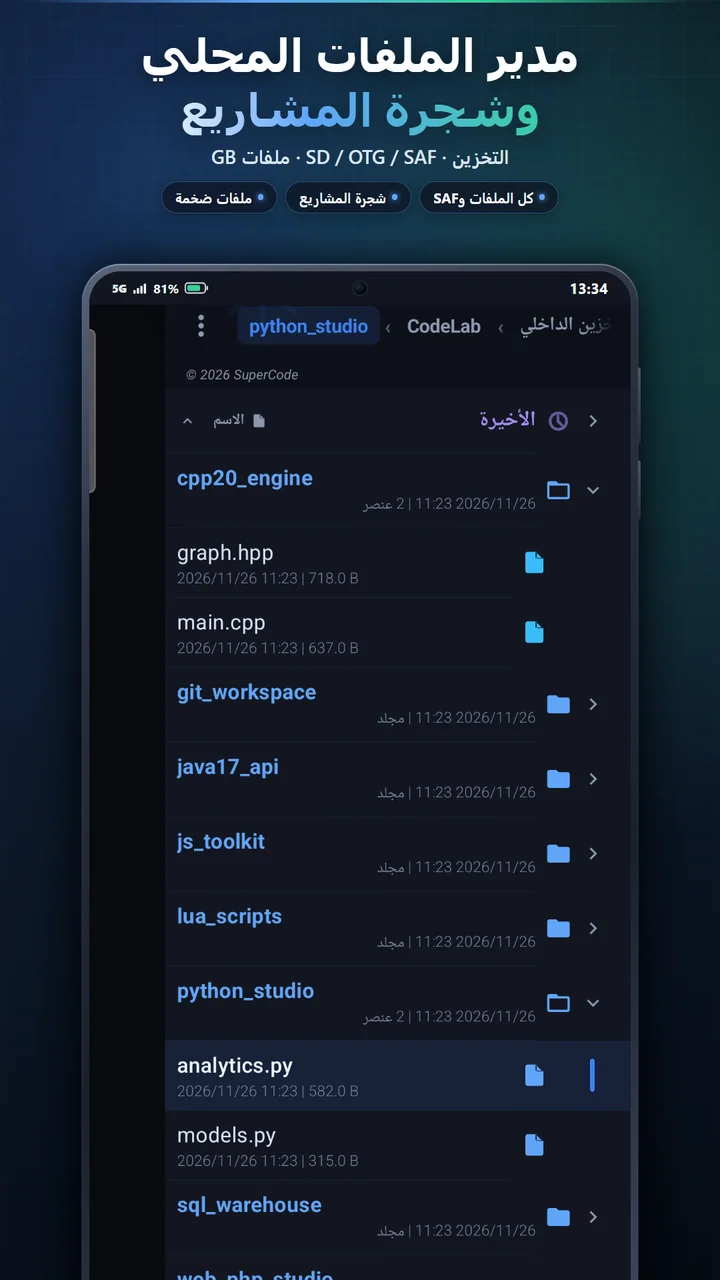 مدير الملفات المحلي
وشجرة المشاريع
التخزين · SD / OTG / SAF · ملفات GB
كل الملفات وSAF
شجرة المشاريع
ملفات ضخمة
5G 81% 13:34
خزين الداخلي ‹ CodeLab ‹ python_studio
© 2026 SuperCode
الأخيرة
الاسم
cpp20_engine
2026/11/26 11:23 | 2 عنصر
graph.hpp
2026/11/26 11:23 | 718.0 B
main.cpp
2026/11/26 11:23 | 637.0 B
git_workspace
2026/11/26 11:23 | مجلد
java17_api
2026/11/26 11:23 | مجلد
js_toolkit
2026/11/26 11:23 | مجلد
lua_scripts
2026/11/26 11:23 | مجلد
python_studio
2026/11/26 11:23 | 2 عنصر
analytics.py
2026/11/26 11:23 | 582.0 B
models.py
2026/11/26 11:23 | 315.0 B
sql_warehouse
2026/11/26 11:23 | مجلد
web_php_studio